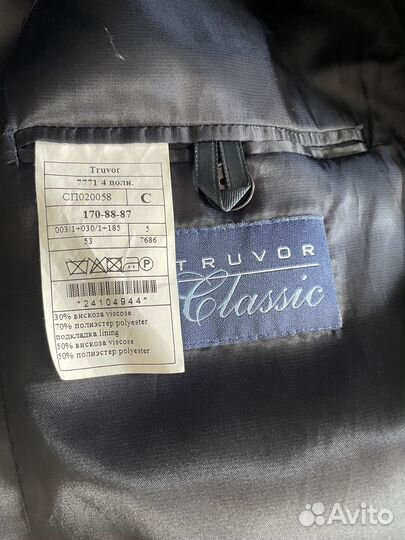 Truvor
7771 4 полн.
СП020058 C
170-88-87
003/1+030/1+185 5
53 7686
P
*24104944*
30% вискоза viscose
70% полиэстер polyester
подкладка lining
50% вискоза viscose
50% полиэстер polyester
TRUVOR
Classic
Avito